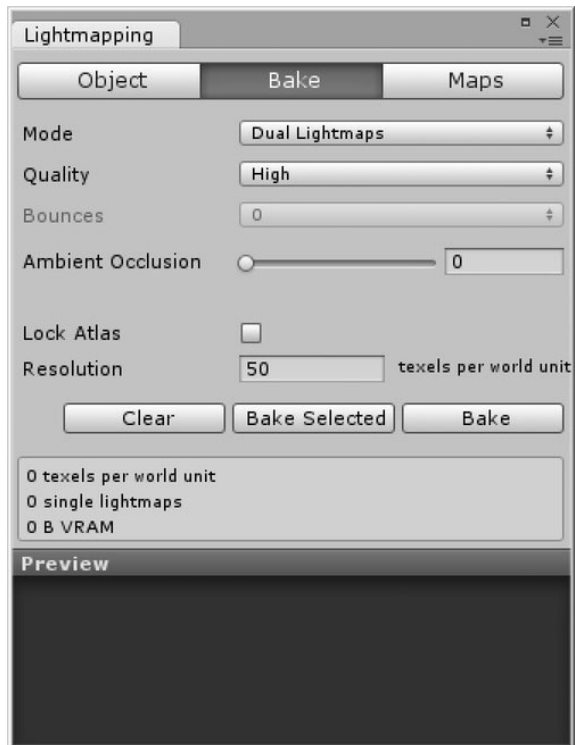 Lightmapping
Object Bake Maps
Mode Dual Lightmaps
Quality High
Bounces 0
Ambient Occlusion 0
Lock Atlas
Resolution 50 texels per world unit
Clear Bake Selected Bake
0 texels per world unit
0 single lightmaps
0 B VRAM
Preview